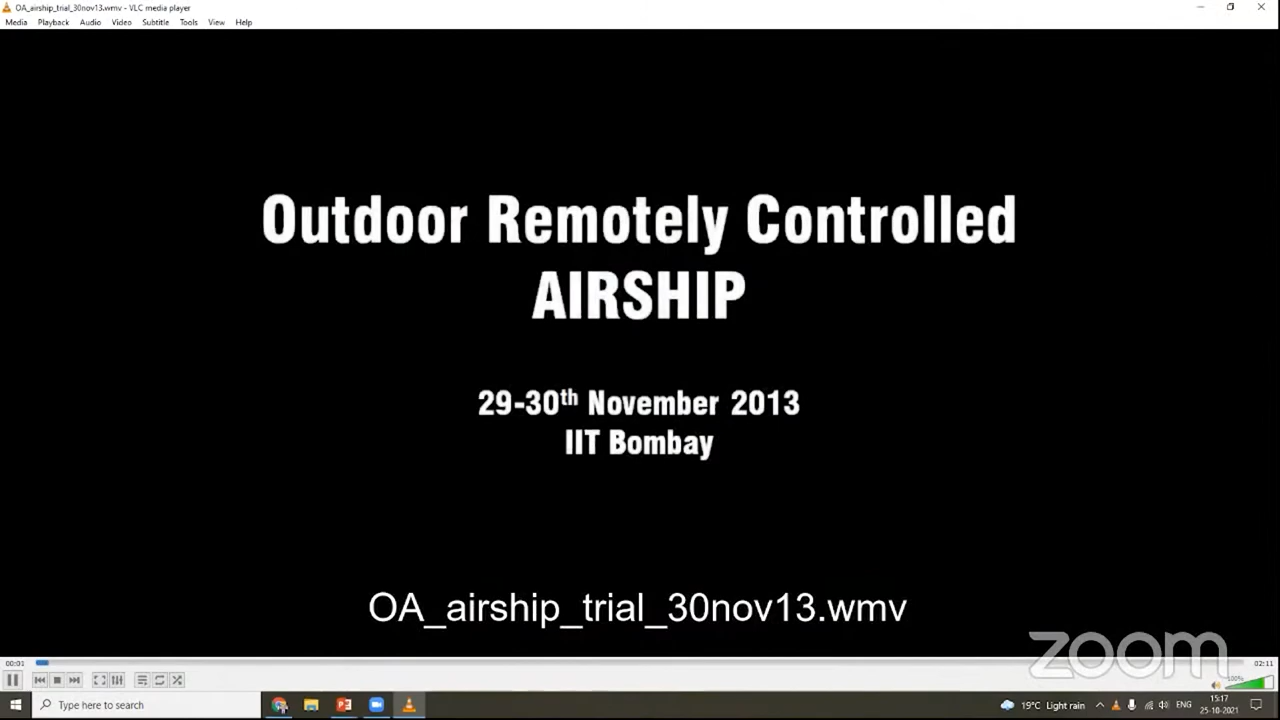 OA_airship_trial_30nov13.wmv - VLC media player
Media Playback Audio Video Subtitle Tools View Help
Outdoor Remotely Controlled
AIRSHIP
29-30th November 2013
IIT Bombay
OA_airship_trial_30nov13.wmv
zoom
00:01
02:11
100%
Type here to search
19°C Light rain
ENG
15:17
25-10-2021